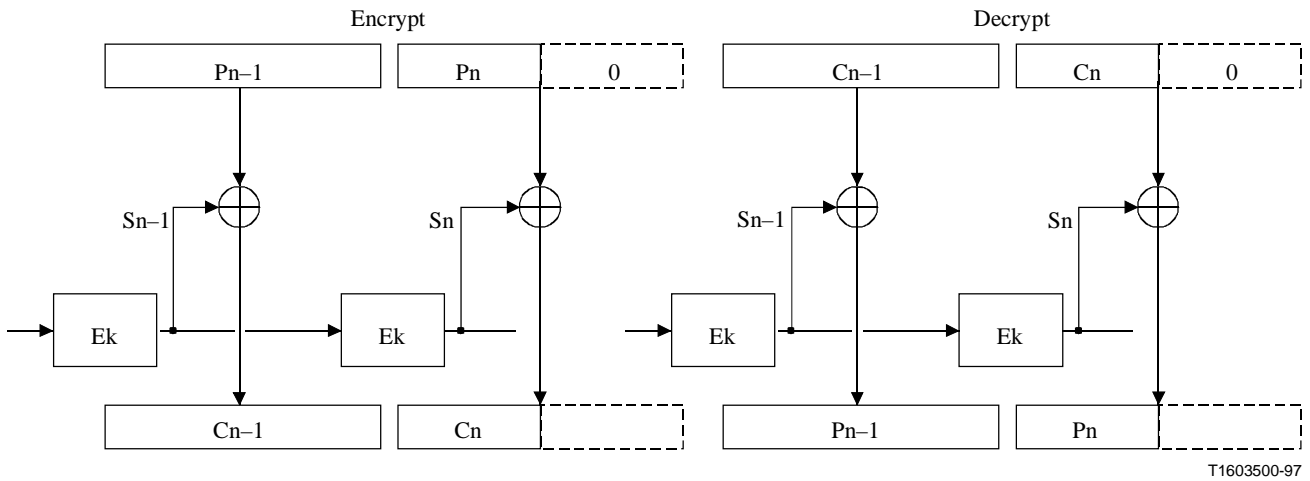 Encrypt
Decrypt
Pn–1
Pn
0
Cn–1
Cn
0
Sn–1
Sn
Sn–1
Sn
Ek
Ek
Ek
Ek
Cn–1
Cn
Pn–1
Pn
T1603500-97